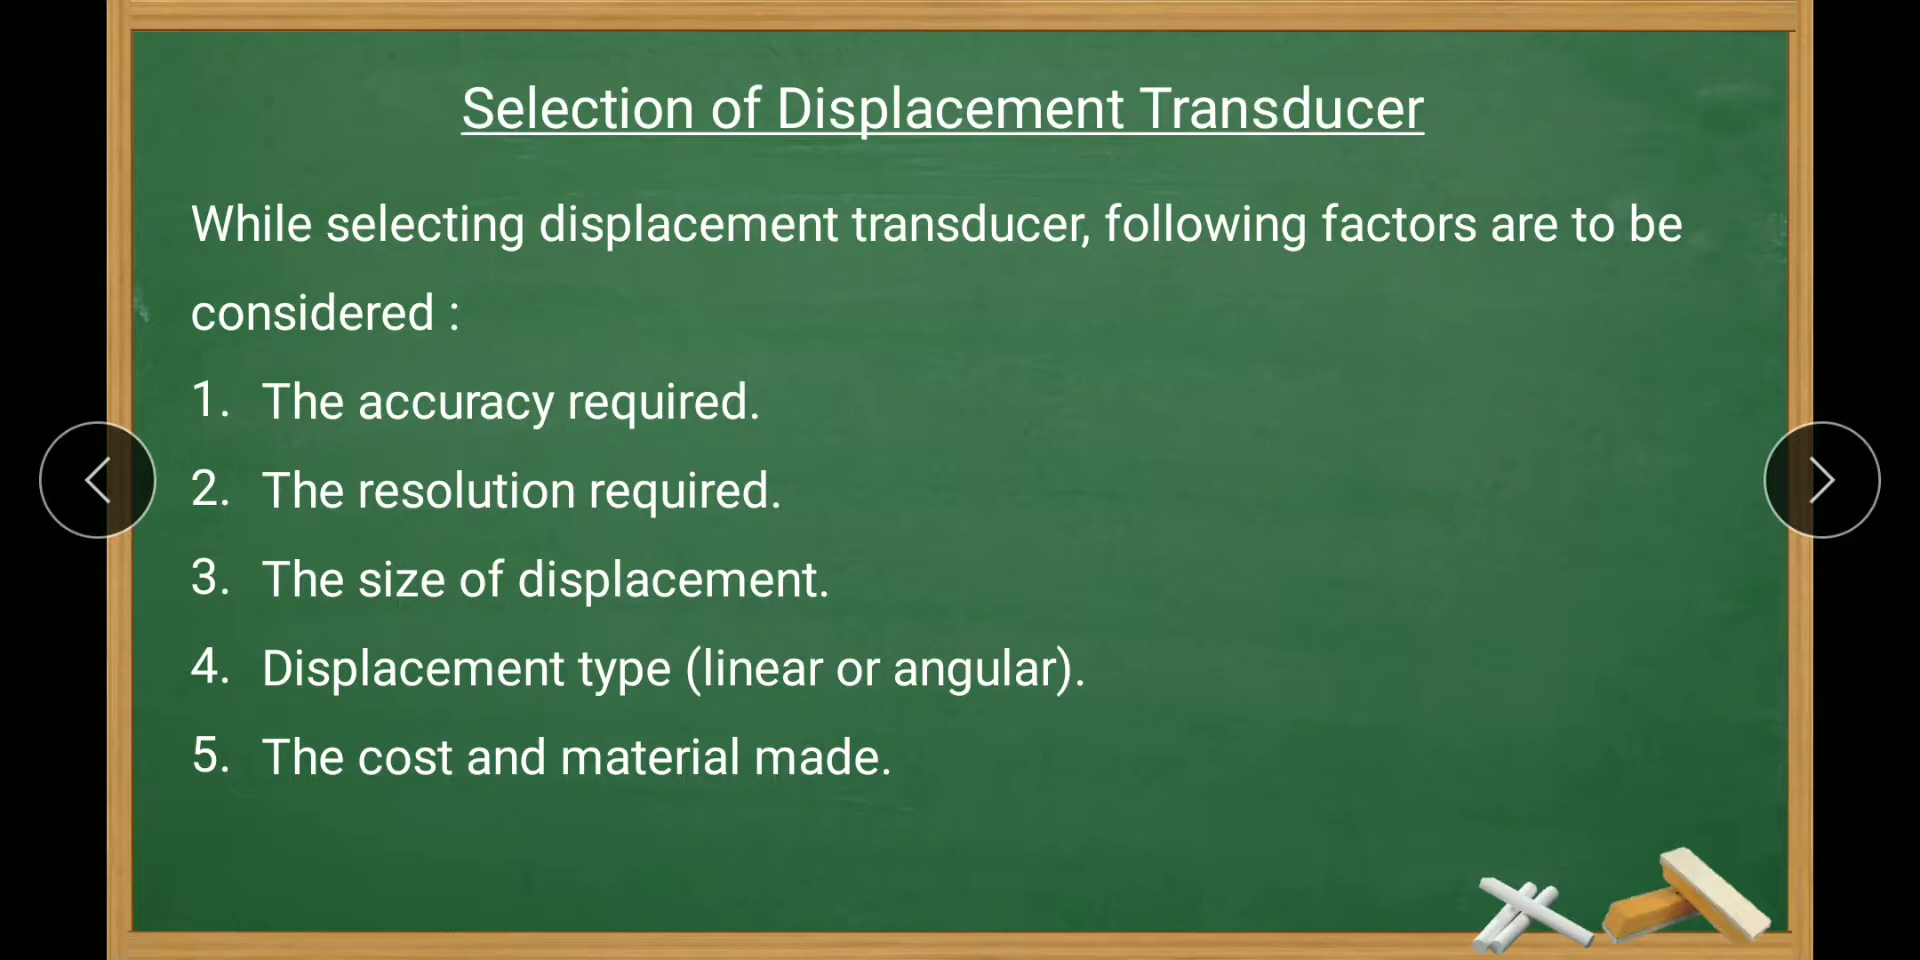 Selection of Displacement Transducer
While selecting displacement transducer, following factors are to be
considered :
1. The accuracy required.
2. The resolution required.
3. The size of displacement.
4. Displacement type (linear or angular).
5. The cost and material made.